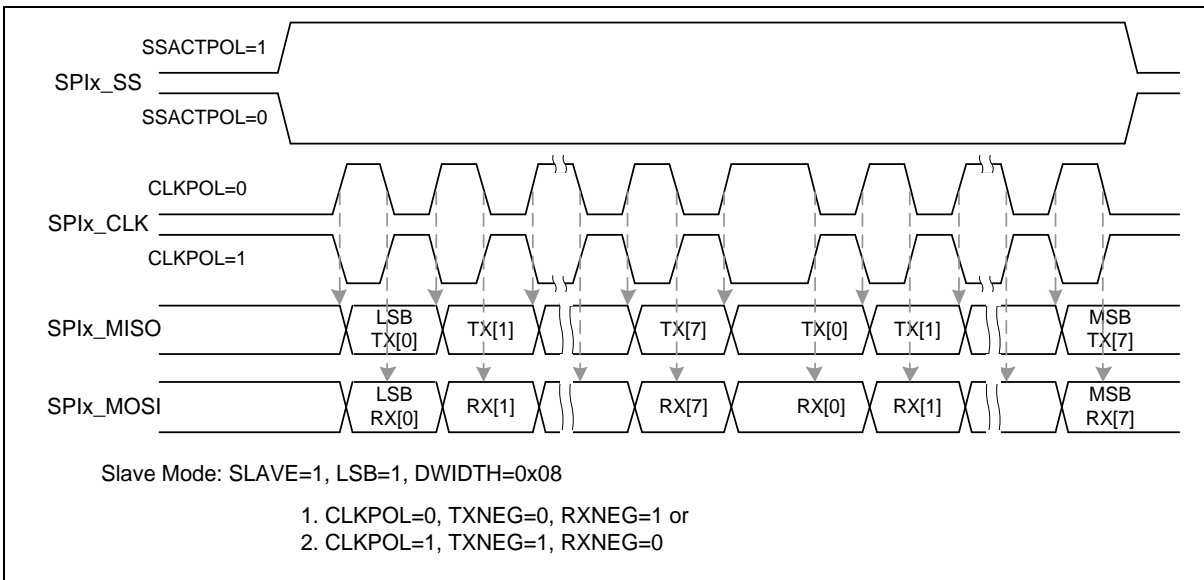 SSACTPOL=1
SPIx_SS
SSACTPOL=0
CLKPOL=0
SPIx_CLK
CLKPOL=1
SPIx_MISO
LSB
TX[0]
TX[1]
TX[7]
TX[0]
TX[1]
MSB
TX[7]
SPIx_MOSI
LSB
RX[0]
RX[1]
RX[7]
RX[0]
RX[1]
MSB
RX[7]
Slave Mode: SLAVE=1, LSB=1, DWIDTH=0x08
1. CLKPOL=0, TXNEG=0, RXNEG=1 or
2. CLKPOL=1, TXNEG=1, RXNEG=0